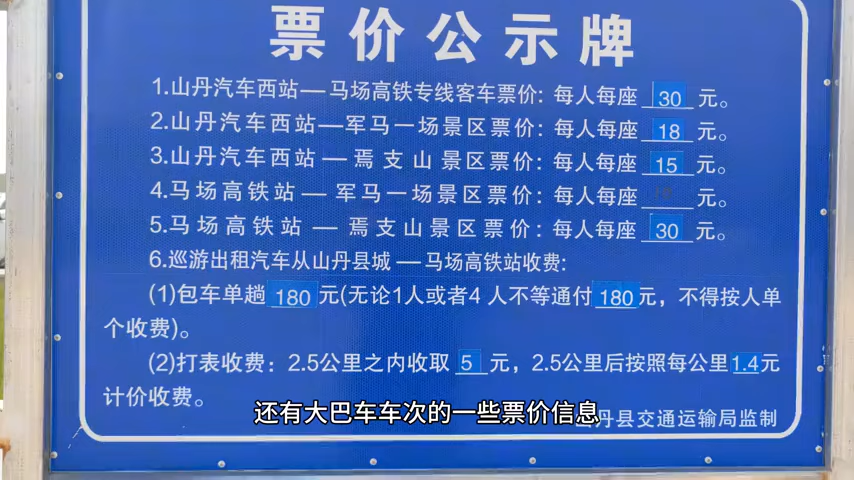 票价公示牌
1.山丹汽车西站—马场高铁专线客车票价: 每人每座 30 元。
2.山丹汽车西站—军马一场景区票价: 每人每座 18 元。
3.山丹汽车西站—焉支山景区票价: 每人每座 15 元。
4.马场高铁站—军马一场景区票价: 每人每座 元。
5.马场高铁站—焉支山景区票价: 每人每座 30 元。
6.巡游出租汽车从山丹县城—马场高铁站收费:
(1)包车单趟 180 元(无论1人或者4 人不等通付 180 元，不得按人单
个收费)。
(2)打表收费: 2.5公里之内收取 5 元，2.5公里后按照每公里 1.4 元
计价收费。
丹县交通运输局监制
还有大巴车车次的一些票价信息